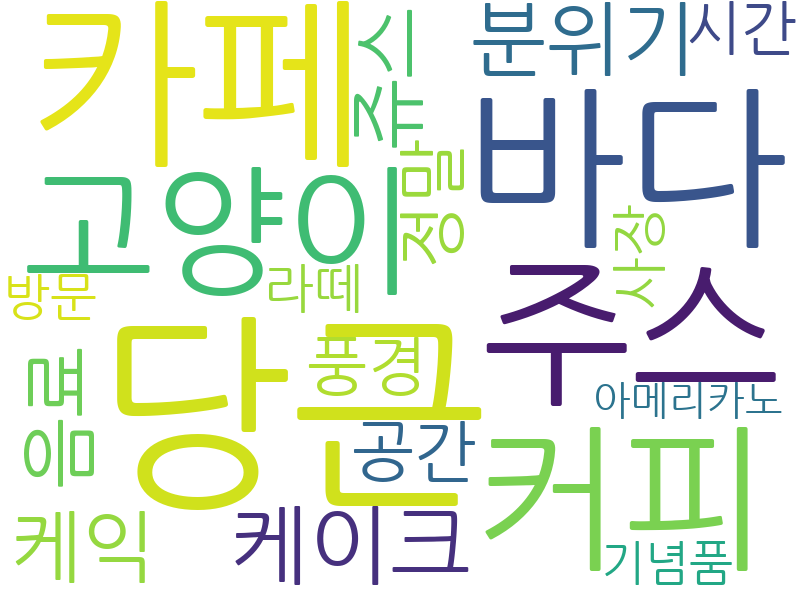 카페
쥬스
분위기
시간
바다
고양이
정말
사장
방문
라떼
주스
당근
풍경
아메리카노
음료
공간
커피
케익
케이크
기념품